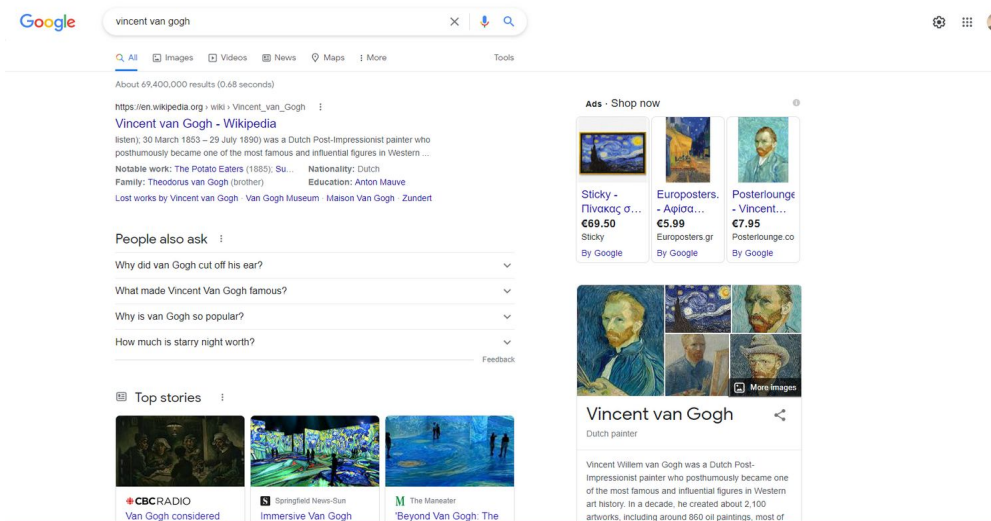 Google
vincent van gogh
All Images Videos News Maps More Tools
About 69,400,000 results (0.68 seconds)
https://en.wikipedia.org › wiki › Vincent_van_Gogh
Vincent van Gogh - Wikipedia
listen); 30 March 1853 – 29 July 1890) was a Dutch Post-Impressionist painter who
posthumously became one of the most famous and influential figures in Western ...
Notable work: The Potato Eaters (1885); Su... Nationality: Dutch
Family: Theodorus van Gogh (brother) Education: Anton Mauve
Lost works by Vincent van Gogh · Van Gogh Museum · Maison Van Gogh · Zundert
People also ask
Why did van Gogh cut off his ear?
What made Vincent Van Gogh famous?
Why is van Gogh so popular?
How much is starry night worth?
Feedback
Top stories
CBC RADIO
Van Gogh considered
Springfield News-Sun
Immersive Van Gogh
The Maneater
'Beyond Van Gogh: The
Ads · Shop now
Sticky -
Πίνακας σ...
€69.50
Sticky
By Google
Europosters.
- Αφίσα...
€5.99
Europosters.gr
By Google
Posterlounge
- Vincent...
€7.95
Posterlounge.co
By Google
More images
Vincent van Gogh
Dutch painter
Vincent Willem van Gogh was a Dutch Post-
Impressionist painter who posthumously became one
of the most famous and influential figures in Western
art history. In a decade, he created about 2,100
artworks, including around 860 oil paintings, most of